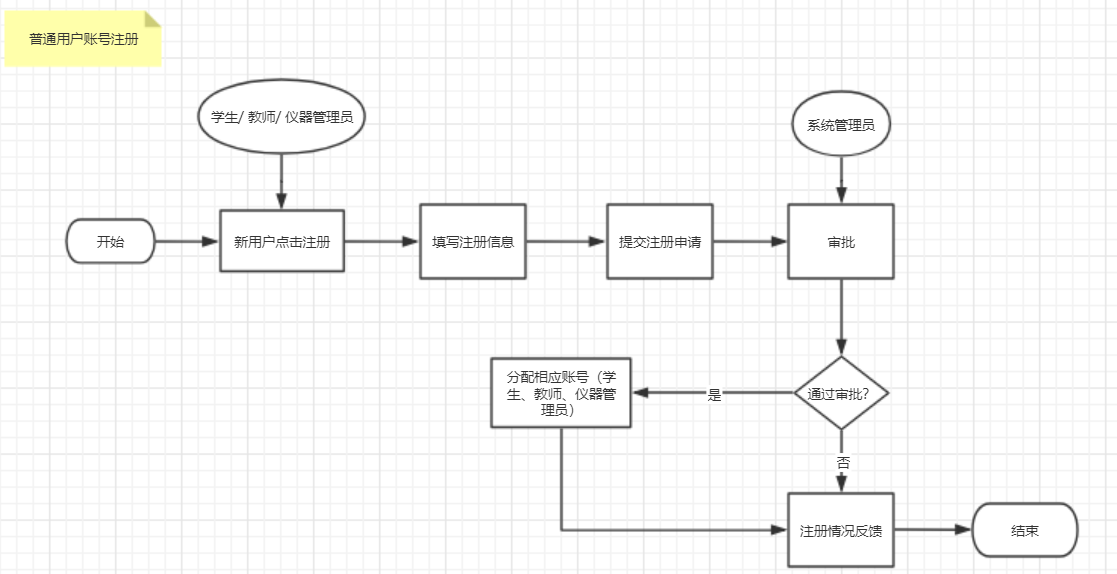 普通用户账号注册
学生/ 教师/ 仪器管理员
系统管理员
开始
新用户点击注册
填写注册信息
提交注册申请
审批
分配相应账号（学
生、教师、仪器管
理员）
是
通过审批?
否
注册情况反馈
结束